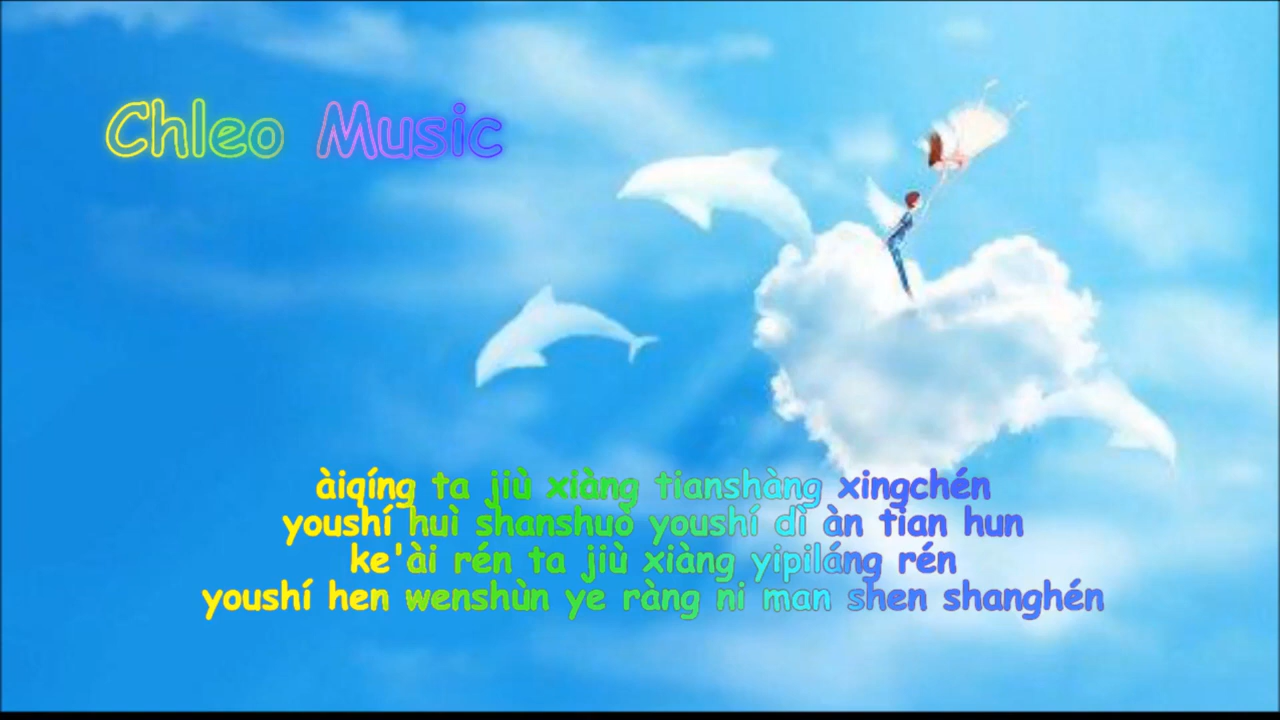 Chleo Music
àiqíng ta jiù xiàng tianshàng xingchén
youshí huì shanshuò youshí dì àn tian hun
ke'ài rén ta jiù xiàng yipiláng rén
youshí hen wenshùn ye ràng ni man shen shanghén